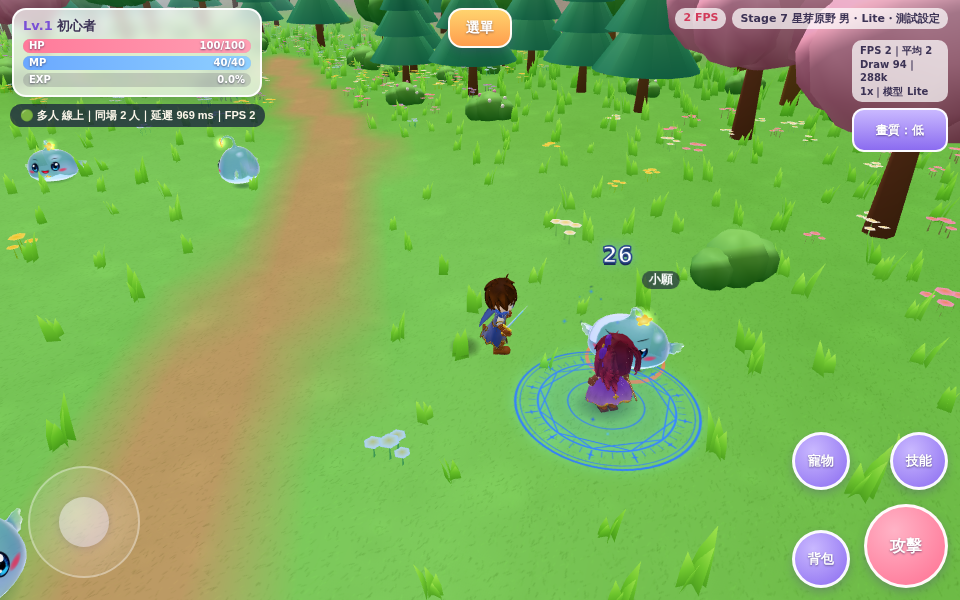 Lv.1 初心者
HP 100/100
MP 40/40
EXP 0.0%
🟢 多人 線上｜同場 2 人｜延遲 969 ms｜FPS 2
選單
2 FPS
Stage 7 星芽原野 男・Lite・測試設定
FPS 2｜平均 2
Draw 94｜
288k
1x｜模型 Lite
畫質：低
26
小願
寵物
技能
背包
攻擊